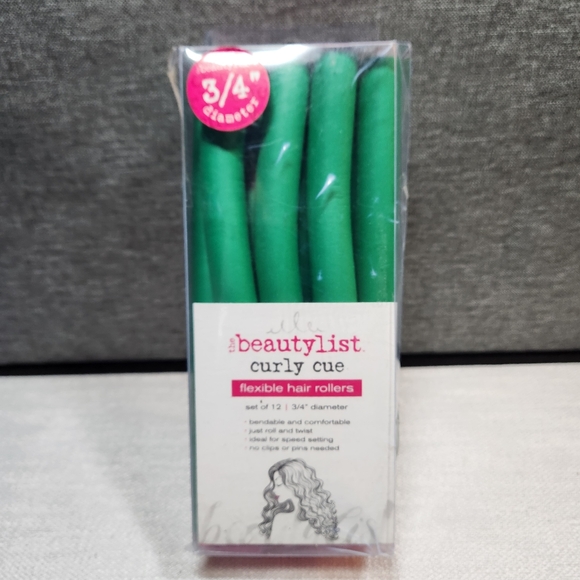 3/4"
diameter
the beautylist
curly cue
flexible hair rollers
set of 12 | 3/4" diameter
· bendable and comfortable
· just roll and twist
· ideal for speed setting
· no clips or pins needed